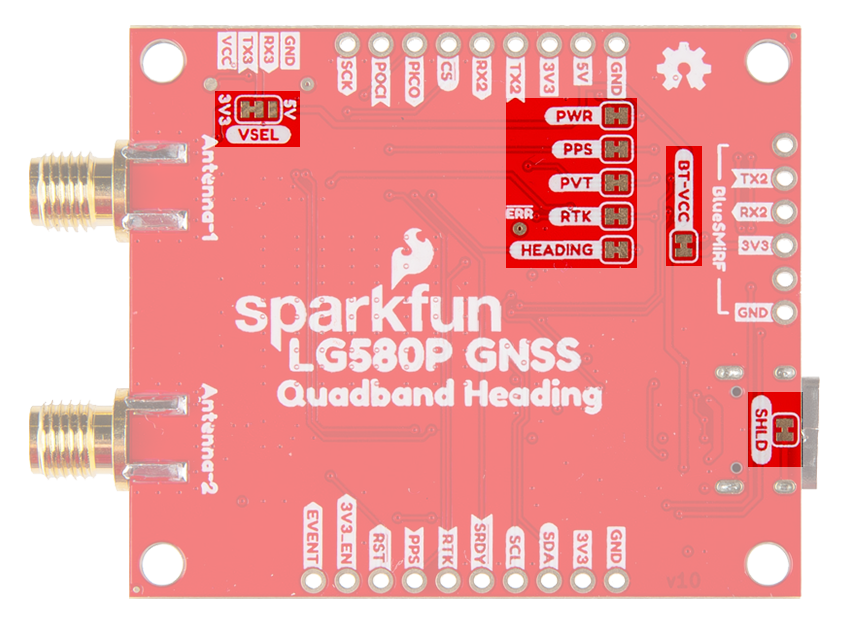 VCC
TX3
RX3
GND
SCK
POCI
PICO
CS
RX2
TX2
3V3
5V
GND
3V3
5V
VSEL
PWR
PPS
PVT
ERR
RTK
HEADING
BT-VCC
BlueSMiRF
TX2
RX2
3V3
GND
Antenna-1
sparkfun
LG580P GNSS
Quadband Heading
Antenna-2
SHLD
EVENT
3V3_EN
RST
PPS
RTK
SRDY
SCL
SDA
3V3
GND
v10